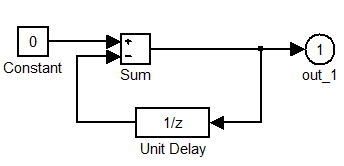 0
+
−
1
Constant
Sum
out_1
1/z
Unit Delay